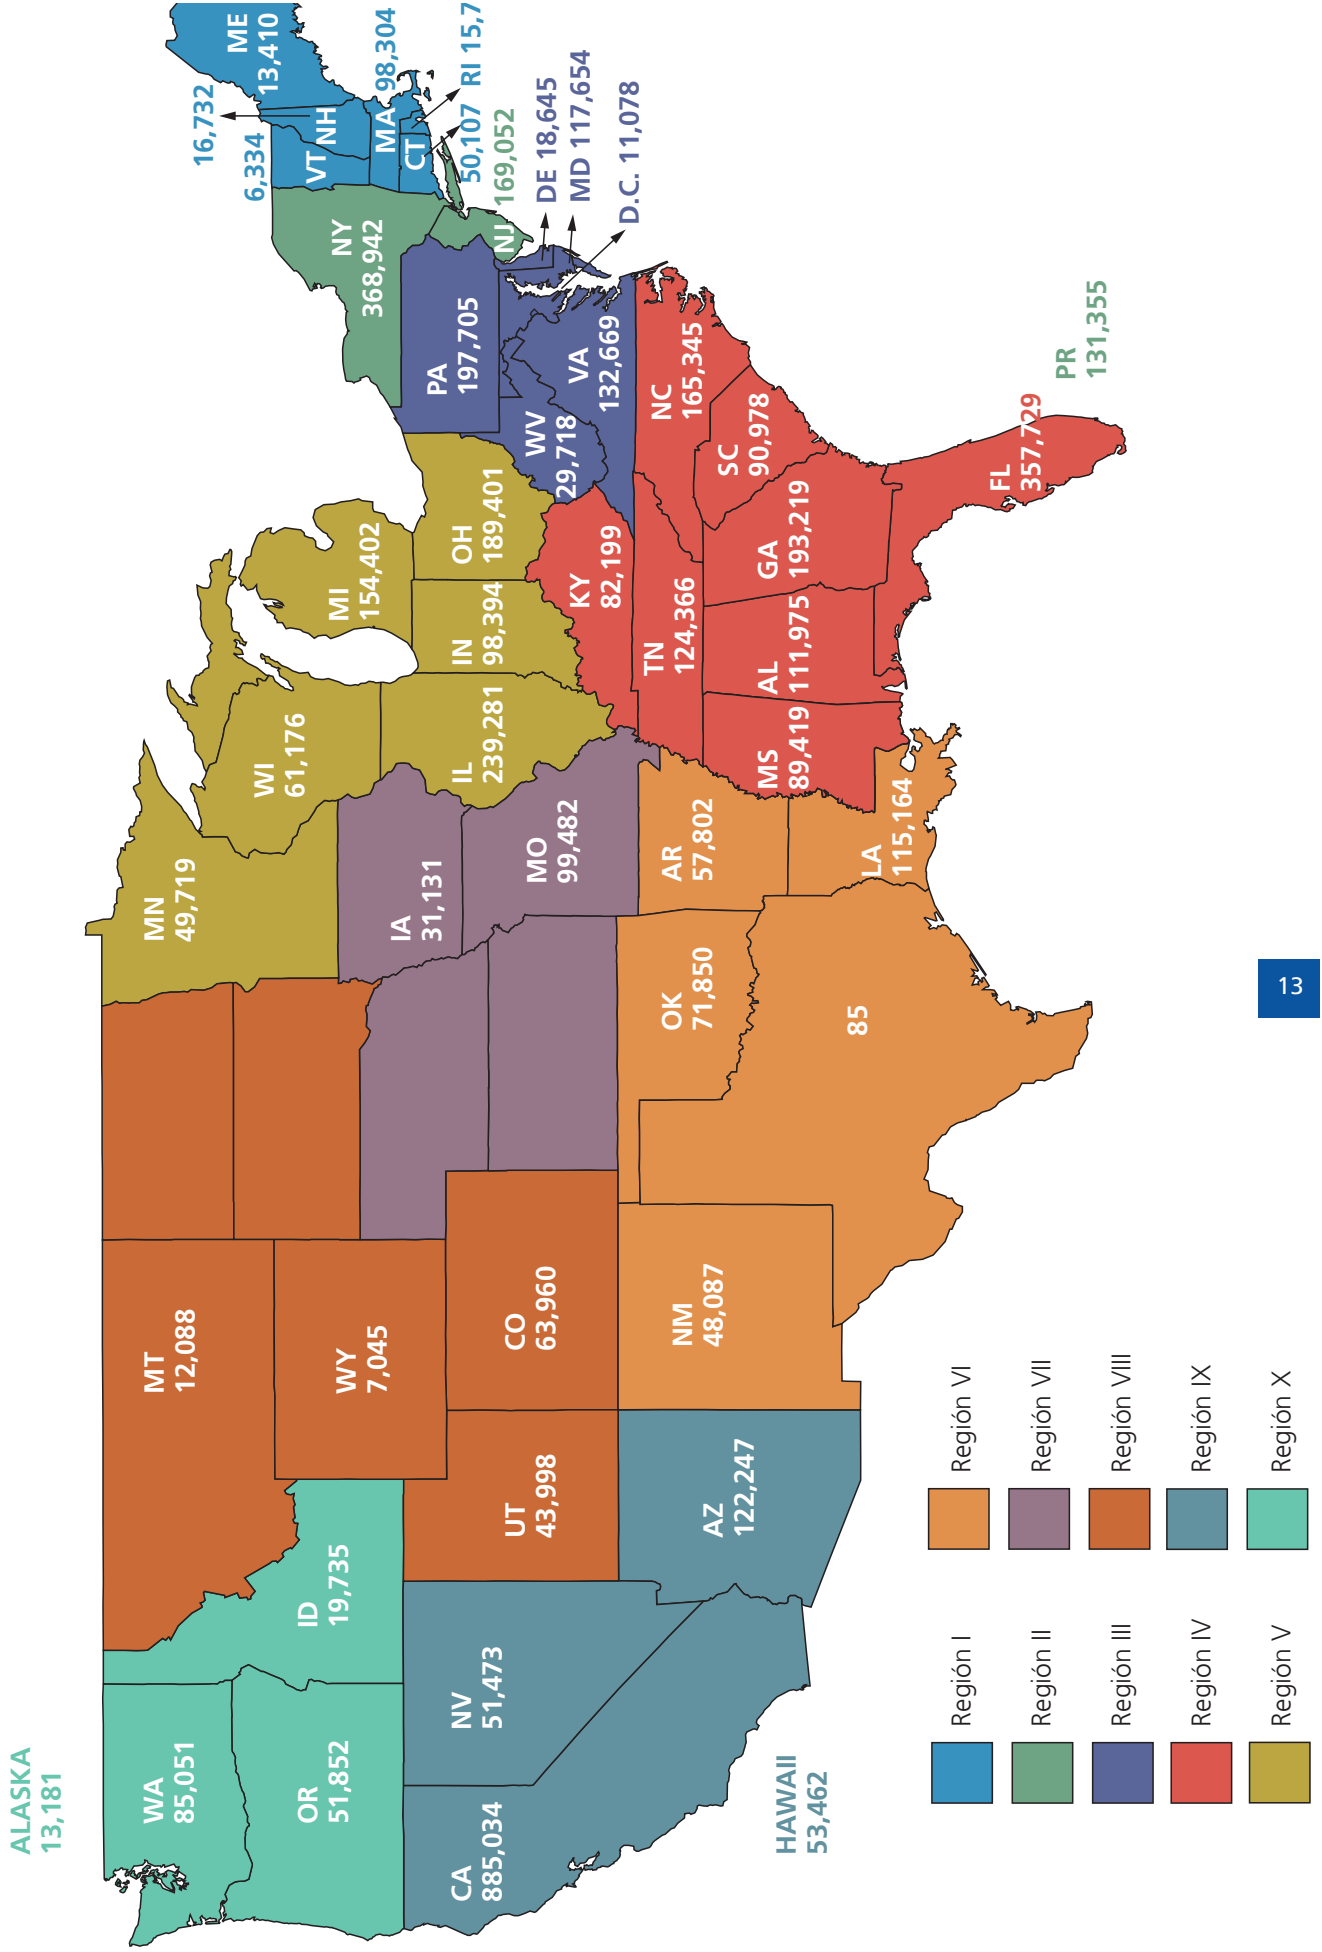 ALASKA
13,181
WA
85,051
OR
51,852
ID
19,735
MT
12,088
WY
7,045
CA
885,034
NV
51,473
UT
43,998
CO
63,960
AZ
122,247
NM
48,087
HAWAII
53,462
MN
49,719
IA
31,131
MO
99,482
OK
71,850
AR
57,802
85
LA
115,164
WI
61,176
IL
239,281
MI
154,402
IN
98,394
OH
189,401
KY
82,199
TN
124,366
MS
89,419
AL
111,975
GA
193,219
FL
357,729
SC
90,978
NC
165,345
VA
132,669
WV
29,718
PA
197,705
NY
368,942
NJ 169,052
DE 18,645
MD 117,654
D.C. 11,078
VT
6,334
NH
16,732
ME
13,410
MA 98,304
CT
50,107
RI 15,7
PR
131,355
Región I
Región II
Región III
Región IV
Región V
Región VI
Región VII
Región VIII
Región IX
Región X
13